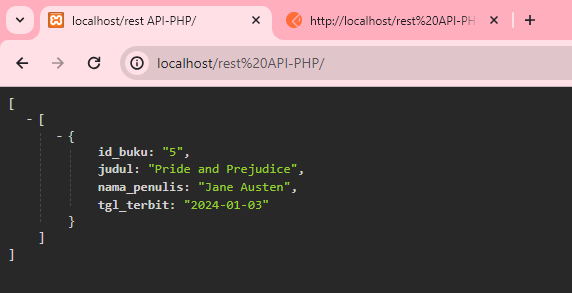 localhost/rest API-PHP/
http://localhost/rest%20API-PH
localhost/rest%20API-PHP/
[
- [
- {
id_buku: "5",
judul: "Pride and Prejudice",
nama_penulis: "Jane Austen",
tgl_terbit: "2024-01-03"
}
]
]